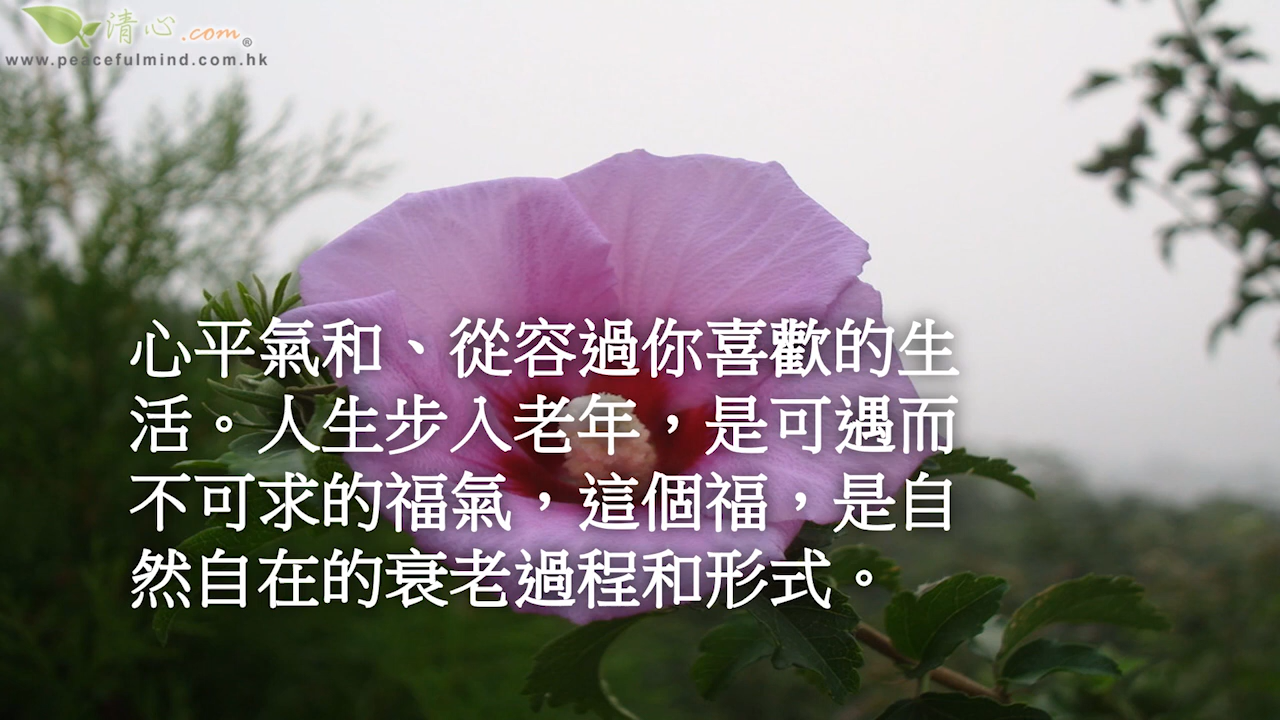 清心.com®
www.peacefulmind.com.hk
心平氣和、從容過你喜歡的生
活。人生步入老年，是可遇而
不可求的福氣，這個福，是自
然自在的衰老過程和形式。